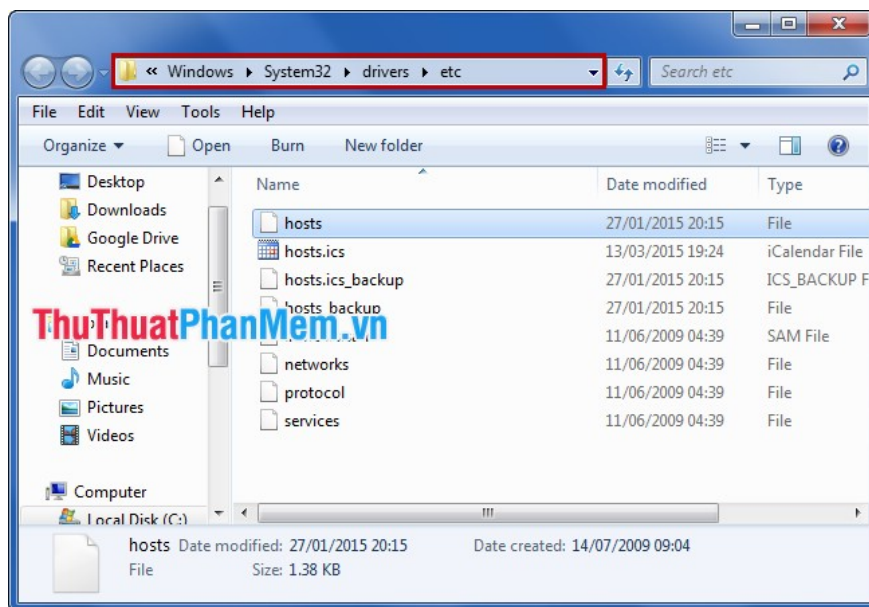 « Windows ▸ System32 ▸ drivers ▸ etc
Search etc
File Edit View Tools Help
Organize ▾ Open Burn New folder
Desktop
Downloads
Google Drive
Recent Places
Documents
Music
Pictures
Videos
Computer
Local Disk (C:)
Name Date modified Type
hosts 27/01/2015 20:15 File
hosts.ics 13/03/2015 19:24 iCalendar File
hosts.ics_backup 27/01/2015 20:15 ICS_BACKUP F
hosts_backup 27/01/2015 20:15 File
11/06/2009 04:39 SAM File
networks 11/06/2009 04:39 File
protocol 11/06/2009 04:39 File
services 11/06/2009 04:39 File
ThuThuatPhanMem.vn
hosts Date modified: 27/01/2015 20:15 Date created: 14/07/2009 09:04
File Size: 1.38 KB